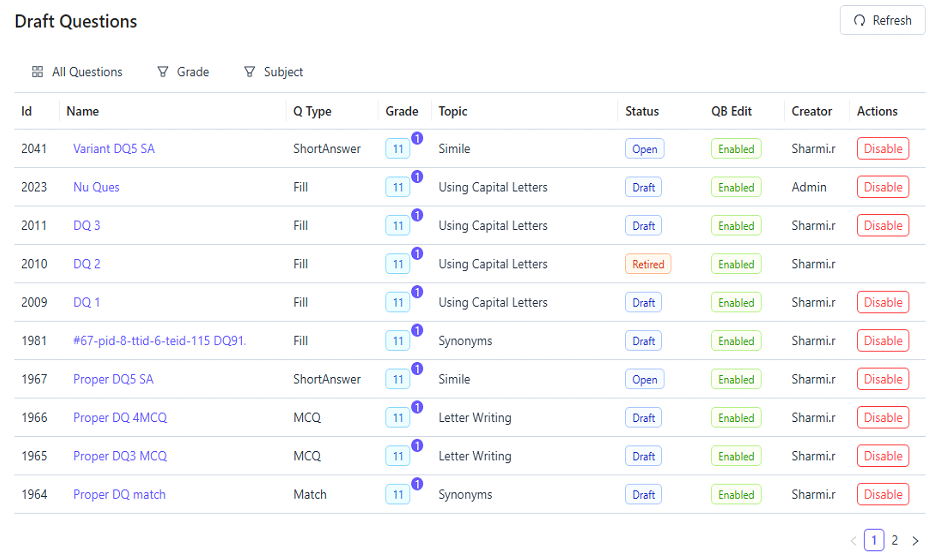 Draft Questions
Refresh
All Questions Grade Subject
Id Name Q Type Grade Topic Status QB Edit Creator Actions
2041 Variant DQ5 SA ShortAnswer 11 1 Simile Open Enabled Sharmi.r Disable
2023 Nu Ques Fill 11 1 Using Capital Letters Draft Enabled Admin Disable
2011 DQ 3 Fill 11 1 Using Capital Letters Draft Enabled Sharmi.r Disable
2010 DQ 2 Fill 11 1 Using Capital Letters Retired Enabled Sharmi.r
2009 DQ 1 Fill 11 1 Using Capital Letters Draft Enabled Sharmi.r Disable
1981 #67-pid-8-ttid-6-teid-115 DQ91. Fill 11 1 Synonyms Draft Enabled Sharmi.r Disable
1967 Proper DQ5 SA ShortAnswer 11 1 Simile Open Enabled Sharmi.r Disable
1966 Proper DQ 4MCQ MCQ 11 1 Letter Writing Draft Enabled Sharmi.r Disable
1965 Proper DQ3 MCQ MCQ 11 1 Letter Writing Draft Enabled Sharmi.r Disable
1964 Proper DQ match Match 11 1 Synonyms Draft Enabled Sharmi.r Disable
1 2